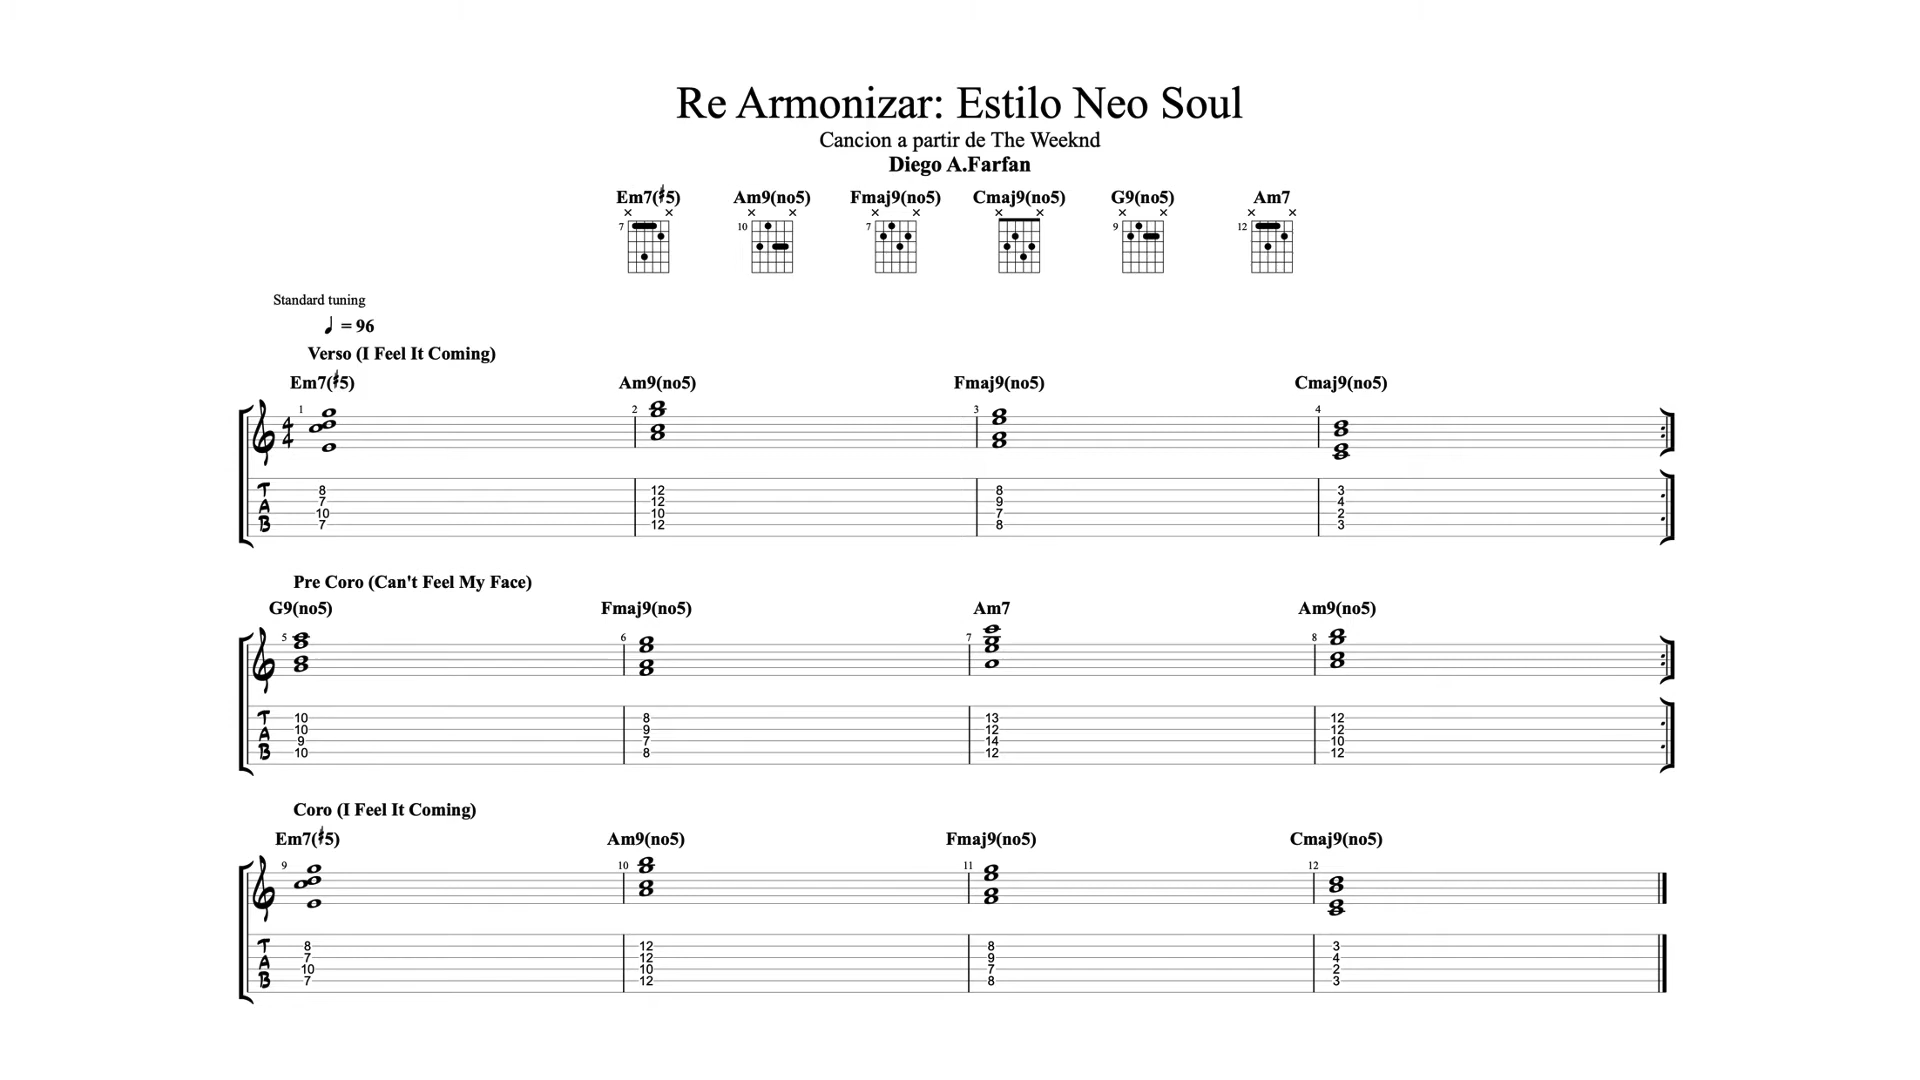 Re Armonizar: Estilo Neo Soul
Cancion a partir de The Weeknd
Diego A.Farfan
Em7(♯5) Am9(no5) Fmaj9(no5) Cmaj9(no5) G9(no5) Am7
× × × × × × × × × × × ×
7 10 7 9 12
Standard tuning
♩ = 96
Verso (I Feel It Coming)
Em7(♯5) Am9(no5) Fmaj9(no5) Cmaj9(no5)
1 2 3 4
4
4
T 8 12 8 3
A 7 12 9 4
10 10 7 2
B 7 12 8 3
Pre Coro (Can't Feel My Face)
G9(no5) Fmaj9(no5) Am7 Am9(no5)
5 6 7 8
T 10 8 13 12
A 10 9 12 12
9 7 14 10
B 10 8 12 12
Coro (I Feel It Coming)
Em7(♯5) Am9(no5) Fmaj9(no5) Cmaj9(no5)
9 10 11 12
T 8 12 8 3
A 7 12 9 4
10 10 7 2
B 7 12 8 3